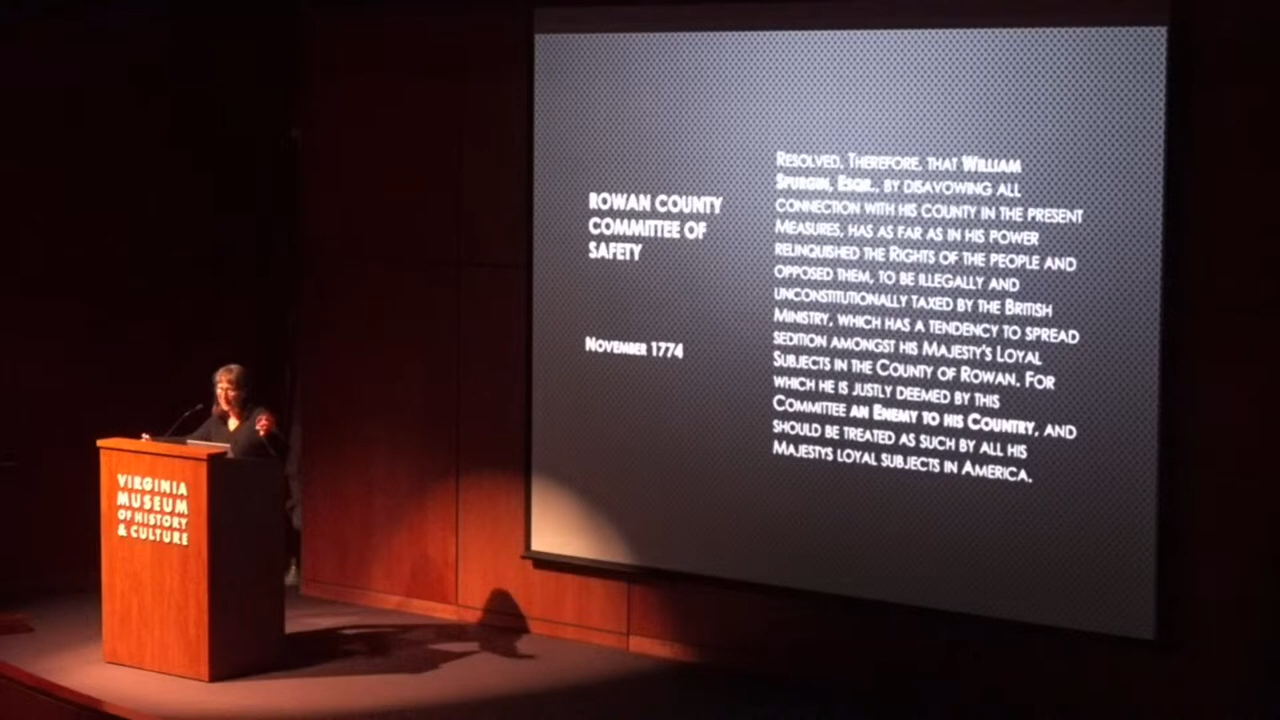 VIRGINIA
MUSEUM
OF HISTORY
& CULTURE
ROWAN COUNTY
COMMITTEE OF
SAFETY
NOVEMBER 1774
RESOLVED, THEREFORE, THAT WILLIAM
SPURGIN, ESQR., BY DISAVOWING ALL
CONNECTION WITH HIS COUNTY IN THE PRESENT
MEASURES, HAS AS FAR AS IN HIS POWER
RELINQUISHED THE RIGHTS OF THE PEOPLE AND
OPPOSED THEM, TO BE ILLEGALLY AND
UNCONSTITUTIONALLY TAXED BY THE BRITISH
MINISTRY, WHICH HAS A TENDENCY TO SPREAD
SEDITION AMONGST HIS MAJESTY'S LOYAL
SUBJECTS IN THE COUNTY OF ROWAN. FOR
WHICH HE IS JUSTLY DEEMED BY THIS
COMMITTEE AN ENEMY TO HIS COUNTRY, AND
SHOULD BE TREATED AS SUCH BY ALL HIS
MAJESTYS LOYAL SUBJECTS IN AMERICA.